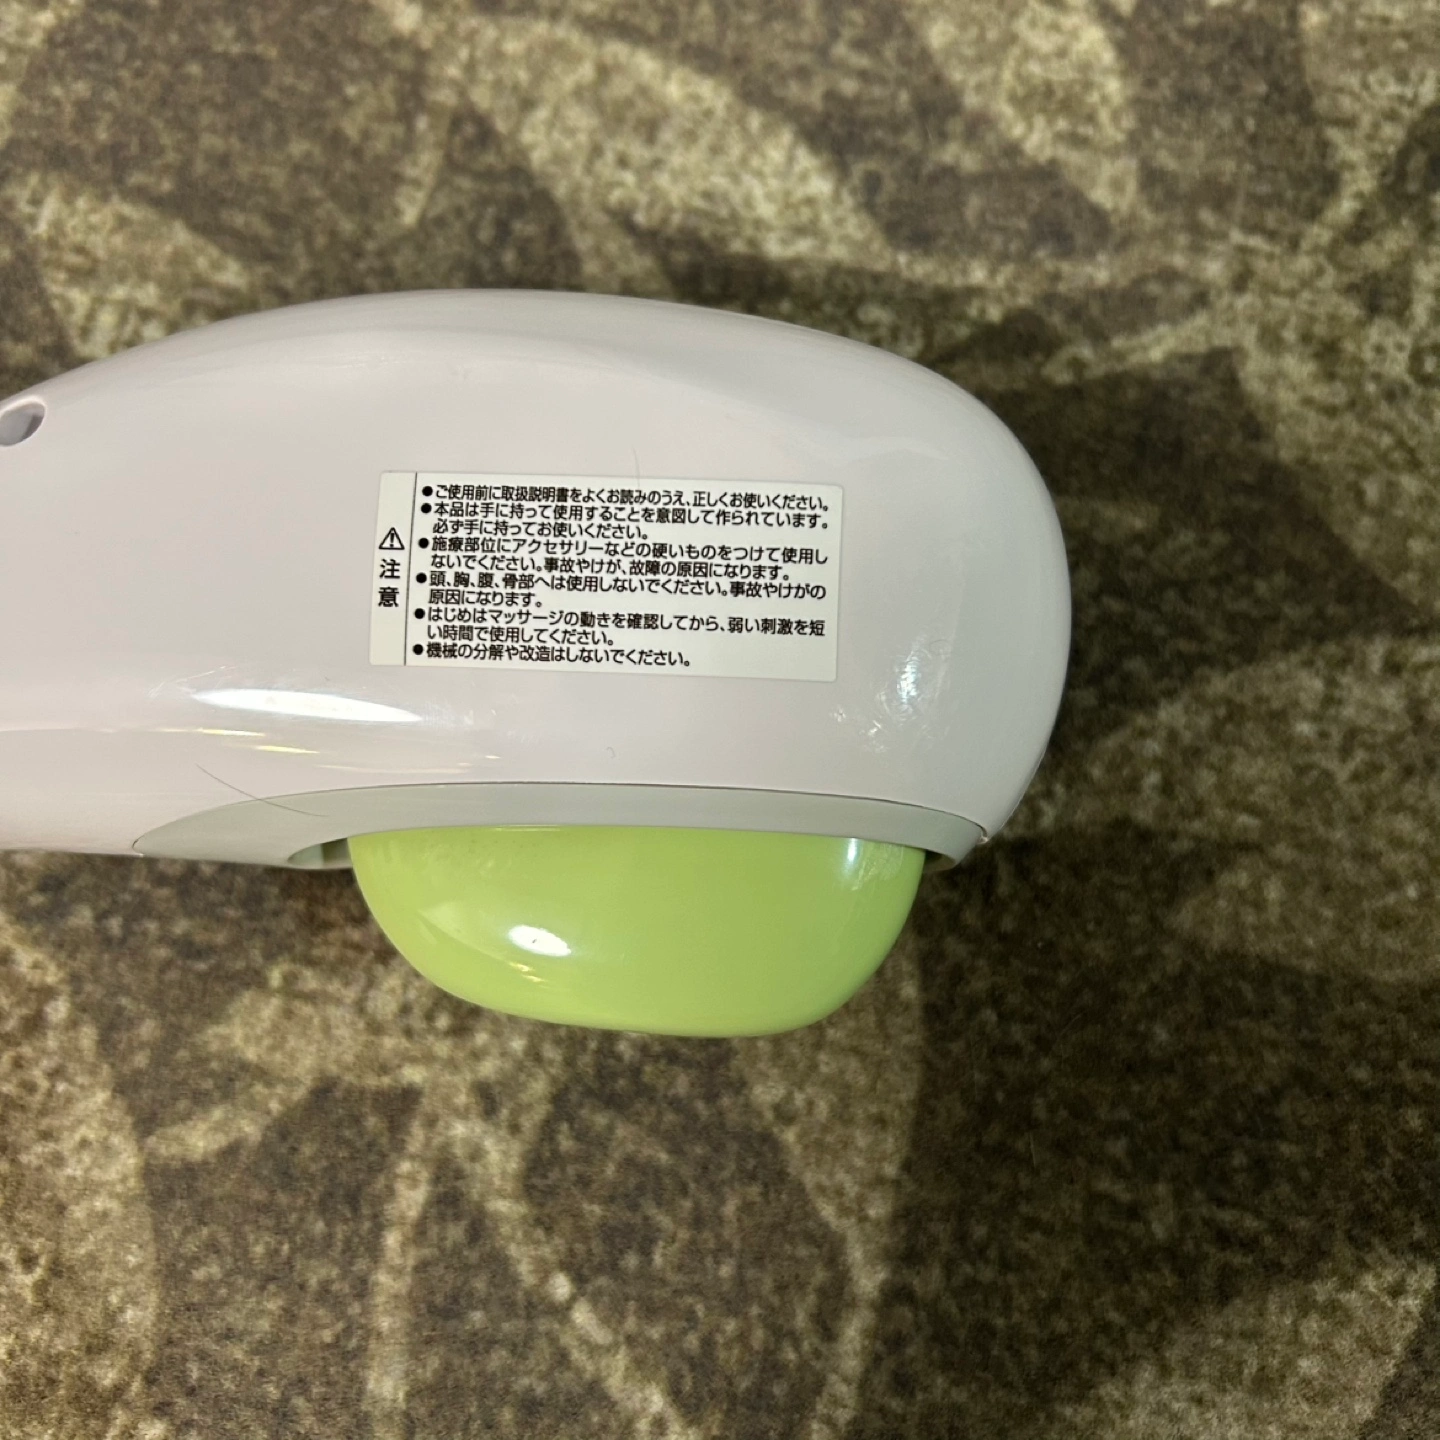 ⚠注意
●ご使用前に取扱説明書をよくお読みのうえ、正しくお使いください。
●本品は手に持って使用することを意図して作られています。
必ず手に持ってお使いください。
●施療部位にアクセサリーなどの硬いものをつけて使用し
ないでください。事故やけが、故障の原因になります。
●頭、胸、腹、骨部へは使用しないでください。事故やけがの
原因になります。
●はじめはマッサージの動きを確認してから、弱い刺激を短
い時間で使用してください。
●機械の分解や改造はしないでください。